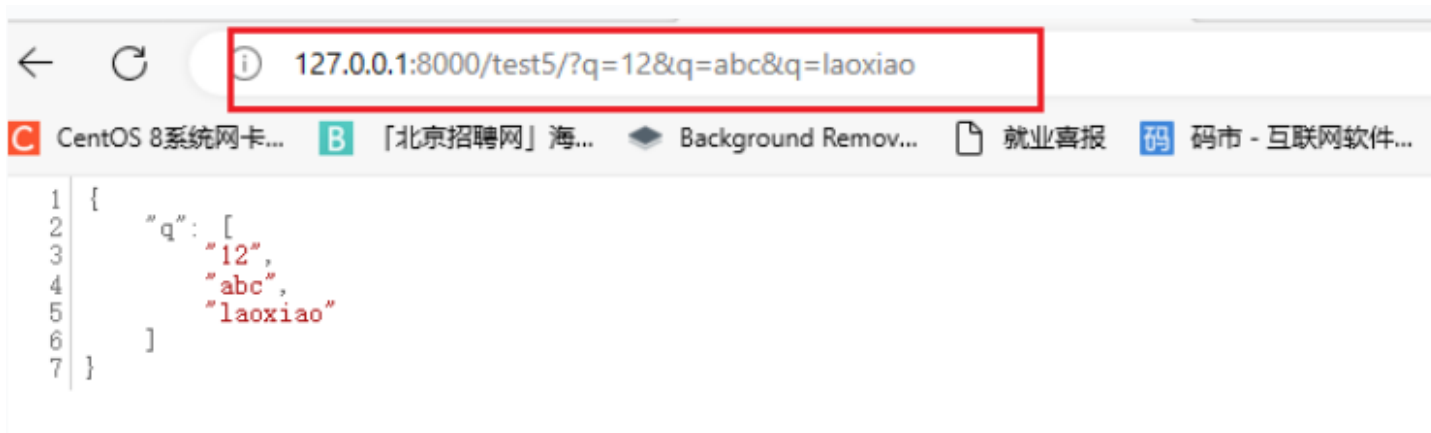 127.0.0.1:8000/test5/?q=12&q=abc&q=laoxiao
C CentOS 8系统网卡... B 「北京招聘网」海... Background Remov... 就业喜报 码 码市 - 互联网软件...
1 {
2 "q": [
3 "12",
4 "abc",
5 "laoxiao"
6 ]
7 }